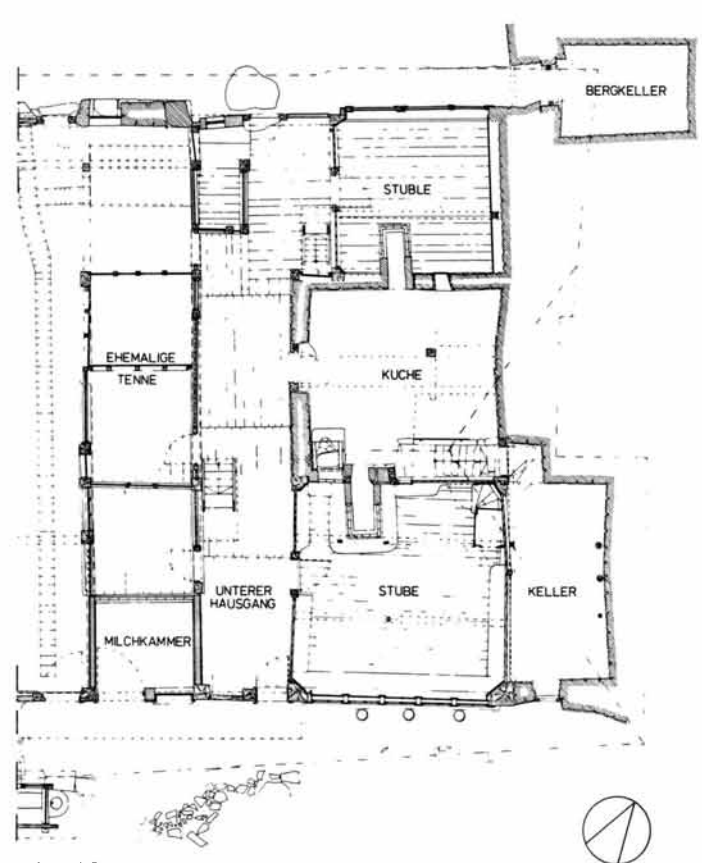 BERGKELLER
STUBLE
EHEMALIGE
TENNE
KUCHE
UNTERER
HAUSGANG
STUBE
KELLER
MILCHKAMMER